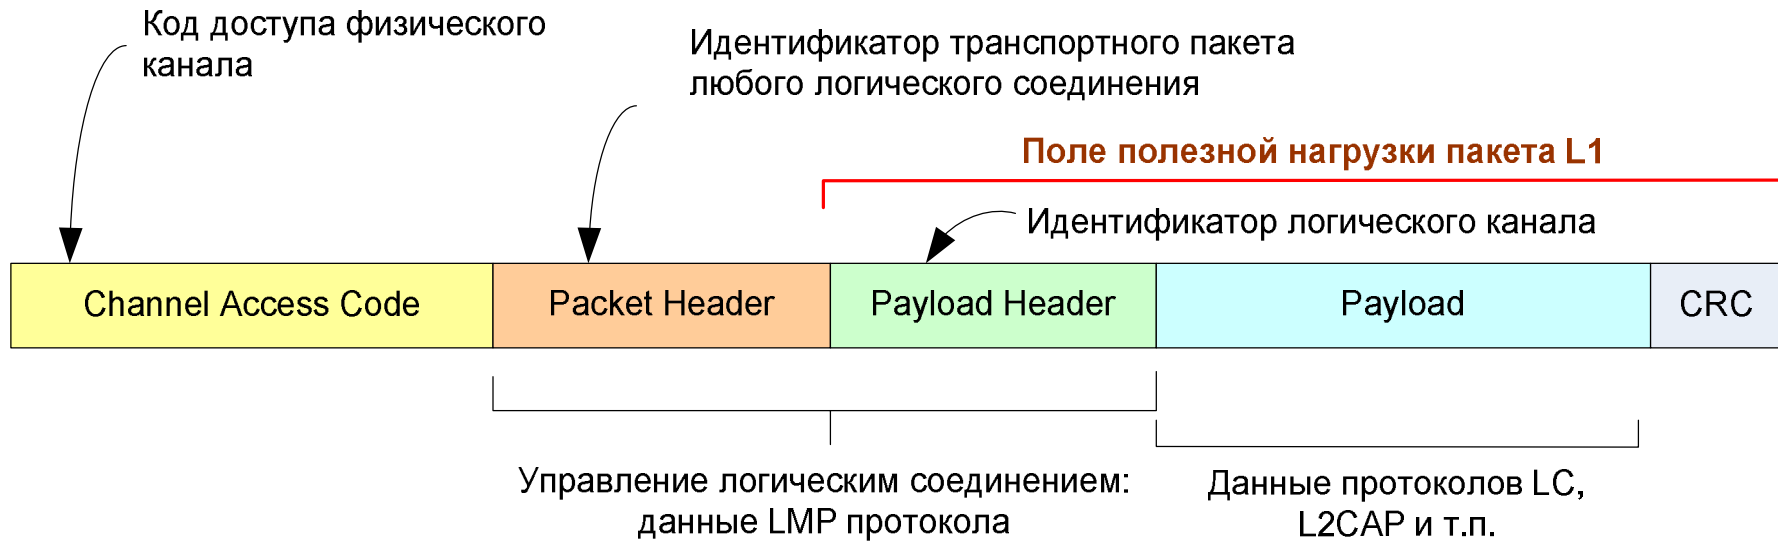 Код доступа физического
канала
Идентификатор транспортного пакета
любого логического соединения
Поле полезной нагрузки пакета L1
Идентификатор логического канала
Channel Access Code
Packet Header
Payload Header
Payload
CRC
Управление логическим соединением:
данные LMP протокола
Данные протоколов LC,
L2CAP и т.п.